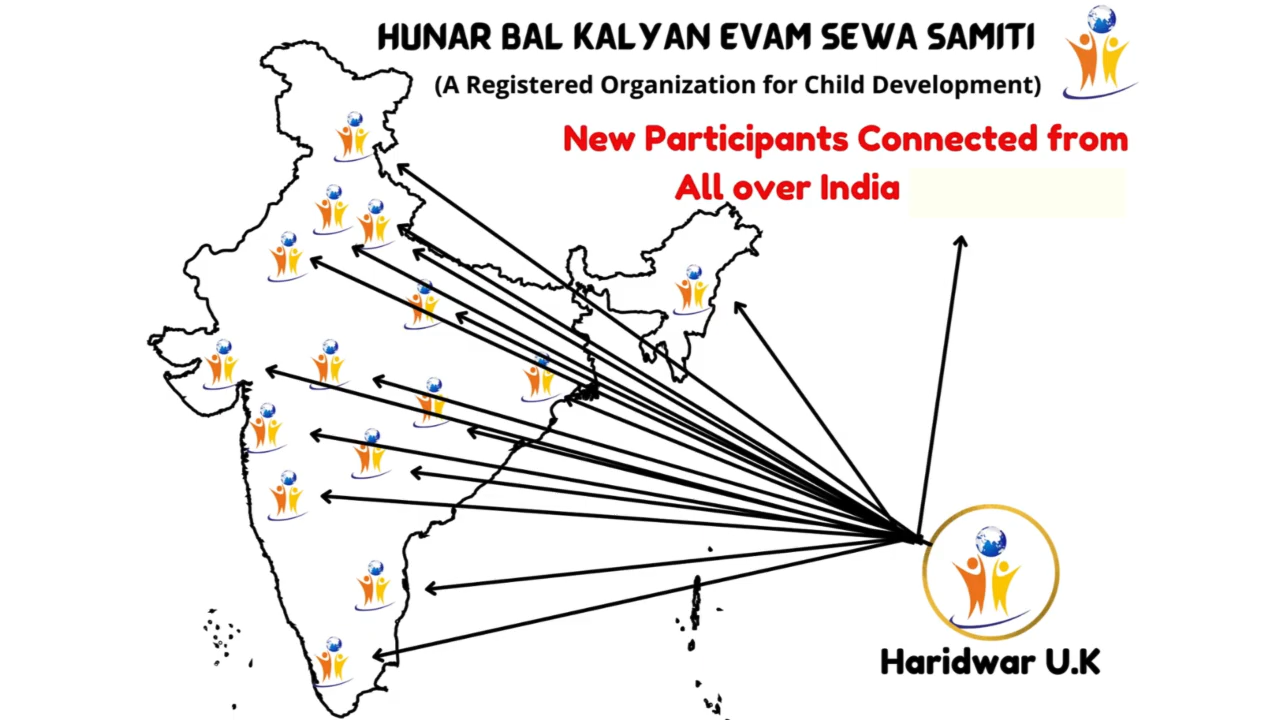 HUNAR BAL KALYAN EVAM SEWA SAMITI
(A Registered Organization for Child Development)
New Participants Connected from
All over India
Haridwar U.K